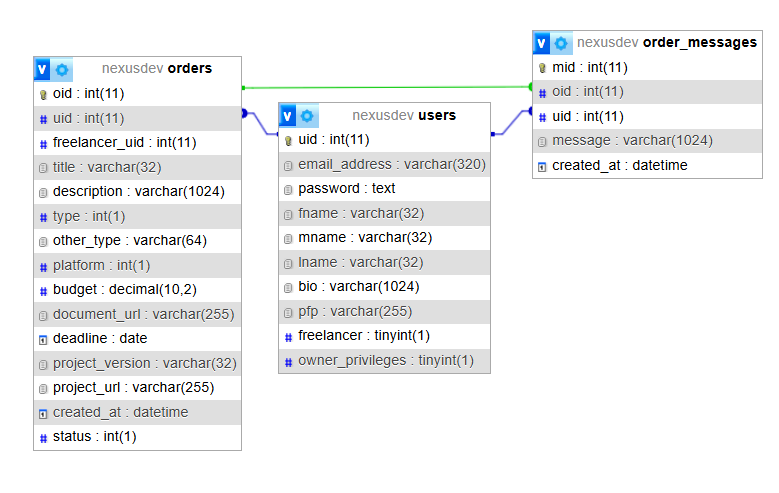 nexusdev orders
oid : int(11)
uid : int(11)
freelancer_uid : int(11)
title : varchar(32)
description : varchar(1024)
type : int(1)
other_type : varchar(64)
platform : int(1)
budget : decimal(10,2)
document_url : varchar(255)
deadline : date
project_version : varchar(32)
project_url : varchar(255)
created_at : datetime
status : int(1)
nexusdev users
uid : int(11)
email_address : varchar(320)
password : text
fname : varchar(32)
mname : varchar(32)
lname : varchar(32)
bio : varchar(1024)
pfp : varchar(255)
freelancer : tinyint(1)
owner_privileges : tinyint(1)
nexusdev order_messages
mid : int(11)
oid : int(11)
uid : int(11)
message : varchar(1024)
created_at : datetime